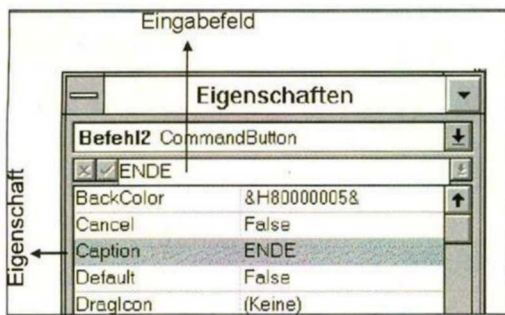 Eingabefeld
Eigenschaften
Befehl2 CommandButton
ENDE
BackColor &H80000005&
Cancel False
Eigenschaft
Caption ENDE
Default False
DragIcon (Keine)